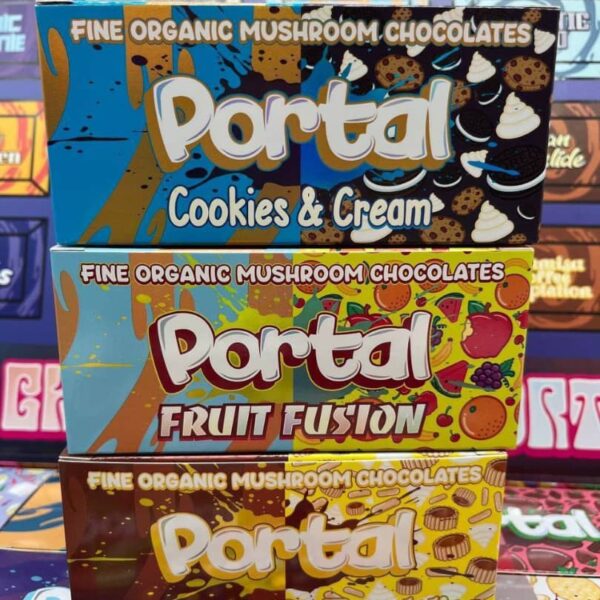 FINE ORGANIC MUSHROOM CHOCOLATES
Portal
Cookies & Cream
FINE ORGANIC MUSHROOM CHOCOLATES
Portal
FRUIT FUSION
FINE ORGANIC MUSHROOM CHOCOLATES
Portal